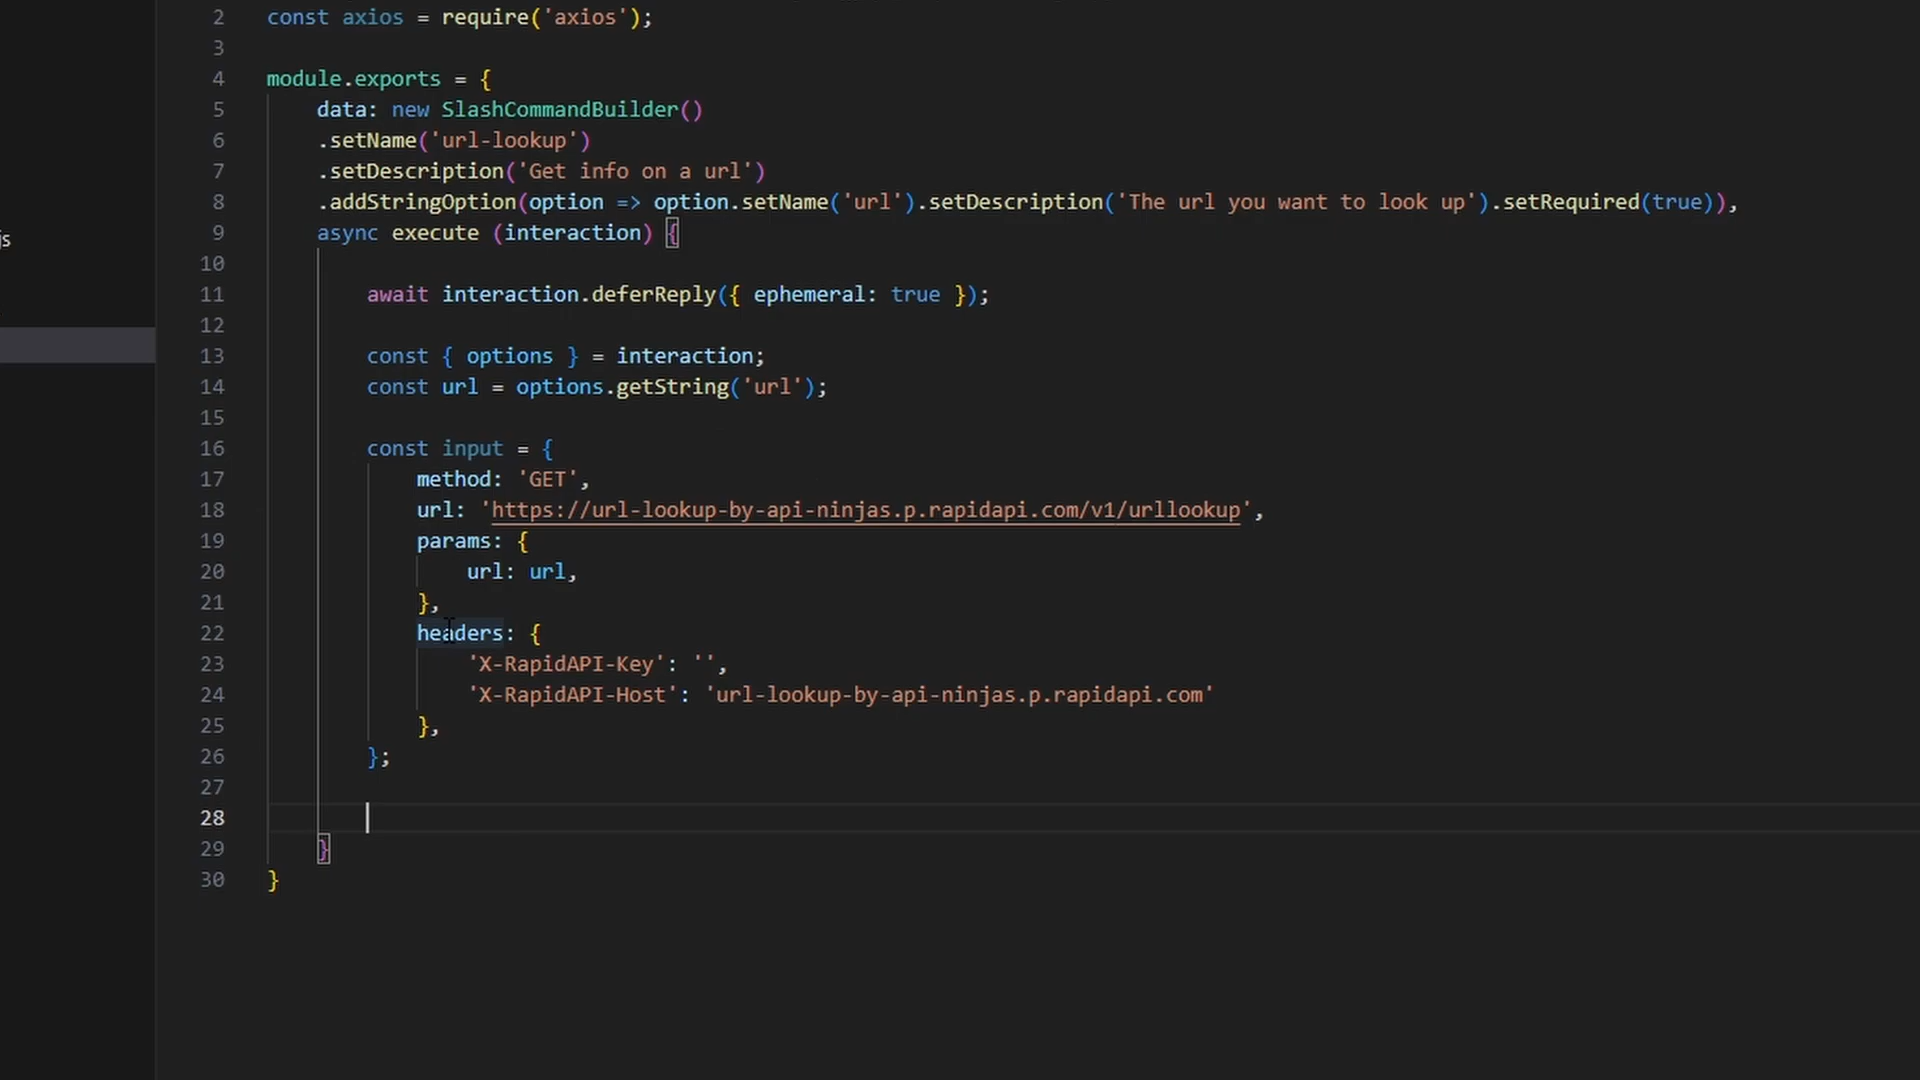 2 const axios = require('axios');
3
4 module.exports = {
5 data: new SlashCommandBuilder()
6 .setName('url-lookup')
7 .setDescription('Get info on a url')
8 .addStringOption(option => option.setName('url').setDescription('The url you want to look up').setRequired(true)),
js
9 async execute (interaction) {
10
11 await interaction.deferReply({ ephemeral: true });
12
13 const { options } = interaction;
14 const url = options.getString('url');
15
16 const input = {
17 method: 'GET',
18 url: 'https://url-lookup-by-api-ninjas.p.rapidapi.com/v1/urllookup',
19 params: {
20 url: url,
21 },
22 headers: {
23 'X-RapidAPI-Key': '',
24 'X-RapidAPI-Host': 'url-lookup-by-api-ninjas.p.rapidapi.com'
25 },
26 };
27
28
29 }
30 }